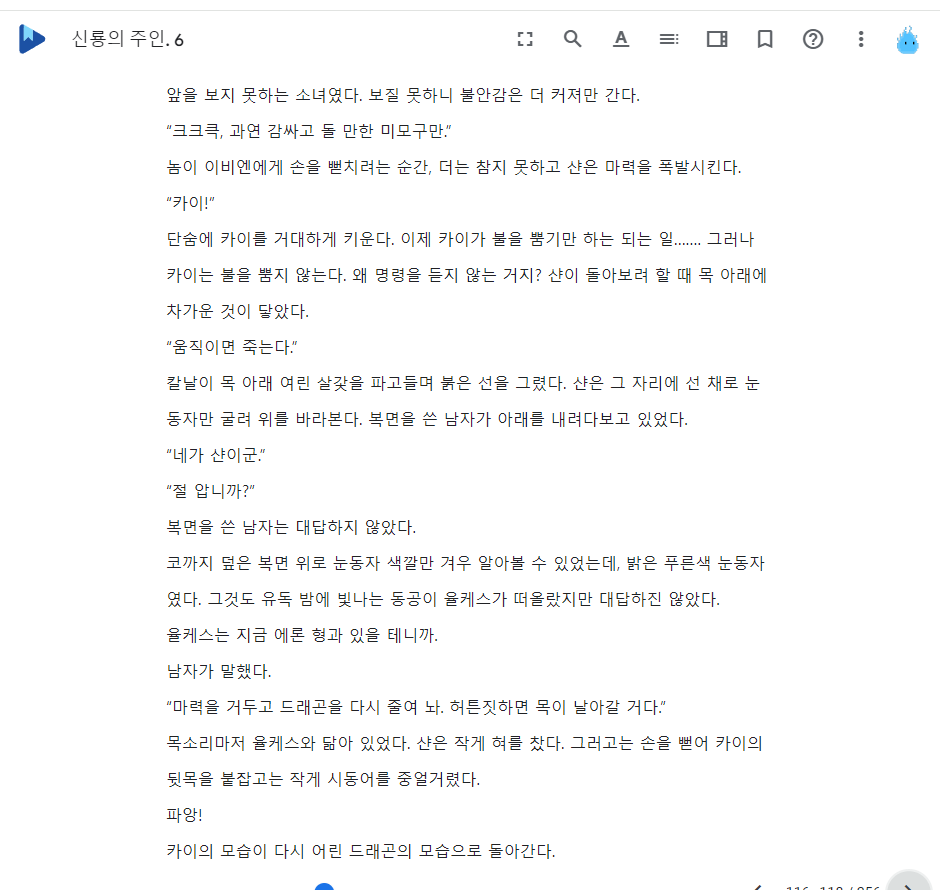 신룡의 주인. 6
앞을 보지 못하는 소녀였다. 보질 못하니 불안감은 더 커져만 간다.
“크크큭, 과연 감싸고 돌 만한 미모구만.”
놈이 이비엔에게 손을 뻗치려는 순간, 더는 참지 못하고 샨은 마력을 폭발시킨다.
“카이!”
단숨에 카이를 거대하게 키운다. 이제 카이가 불을 뿜기만 하는 되는 일....... 그러나
카이는 불을 뿜지 않는다. 왜 명령을 듣지 않는 거지? 샨이 돌아보려 할 때 목 아래에
차가운 것이 닿았다.
“움직이면 죽는다.”
칼날이 목 아래 여린 살갗을 파고들며 붉은 선을 그렸다. 샨은 그 자리에 선 채로 눈
동자만 굴려 위를 바라본다. 복면을 쓴 남자가 아래를 내려다보고 있었다.
“네가 샨이군.”
“절 압니까?”
복면을 쓴 남자는 대답하지 않았다.
코까지 덮은 복면 위로 눈동자 색깔만 겨우 알아볼 수 있었는데, 밝은 푸른색 눈동자
였다. 그것도 유독 밤에 빛나는 동공이 율케스가 떠올랐지만 대답하진 않았다.
율케스는 지금 에론 형과 있을 테니까.
남자가 말했다.
“마력을 거두고 드래곤을 다시 줄여 놔. 허튼짓하면 목이 날아갈 거다.”
목소리마저 율케스와 닮아 있었다. 샨은 작게 혀를 찼다. 그러고는 손을 뻗어 카이의
뒷목을 붙잡고는 작게 시동어를 중얼거렸다.
파앙!
카이의 모습이 다시 어린 드래곤의 모습으로 돌아간다.